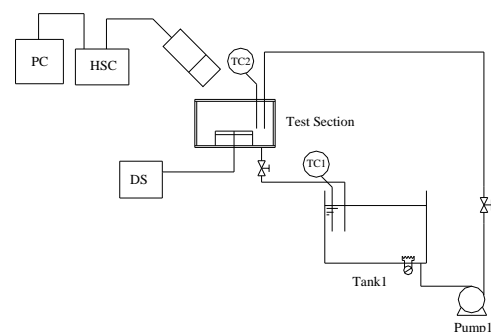 PC
HSC
TC2
Test Section
TC1
DS
Tank1
Pump1